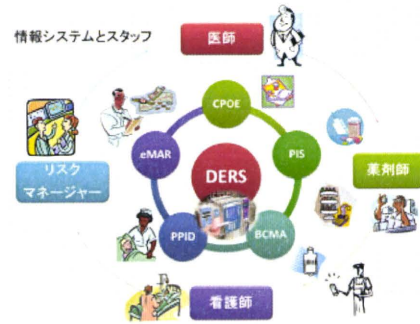 情報システムとスタッフ
医師
CPOE
eMAR
PIS
DERS
リスク
マネージャー
薬剤師
PPID
BCMA
看護師